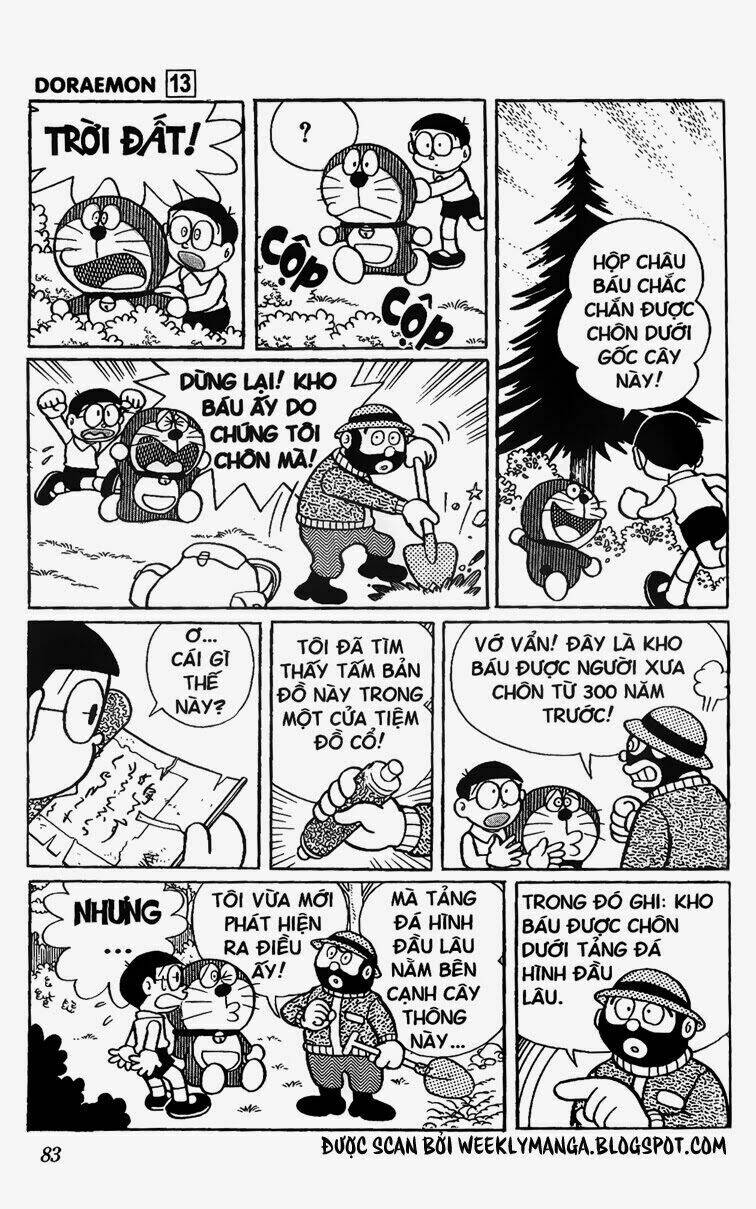 DORAEMON 13
HỘP CHÂU
BÁU CHẮC
CHẮN ĐƯỢC
CHÔN DƯỚI
GỐC CÂY
NÀY!
?
CỘP
CỘP
TRỜI ĐẤT!
DỪNG LẠI! KHO
BÁU ẤY DO
CHÚNG TÔI
CHÔN MÀ!
VỚ VẨN! ĐÂY LÀ KHO
BÁU ĐƯỢC NGƯỜI XƯA
CHÔN TỪ 300 NĂM
TRƯỚC!
TÔI ĐÃ TÌM
THẤY TẤM BẢN
ĐỒ NÀY TRONG
MỘT CỬA TIỆM
ĐỒ CỔ!
Ơ...
CÁI GÌ
THẾ
NÀY?
TRONG ĐÓ GHI: KHO
BÁU ĐƯỢC CHÔN
DƯỚI TẢNG ĐÁ
HÌNH ĐẦU
LÂU.
MÀ TẢNG
ĐÁ HÌNH
ĐẦU LÂU
NẰM BÊN
CẠNH CÂY
THÔNG
NÀY...
TÔI VỪA MỚI
PHÁT HIỆN
RA ĐIỀU
ẤY!
NHƯNG
...
83
ĐƯỢC SCAN BỞI WEEKLYMANGA.BLOGSPOT.COM